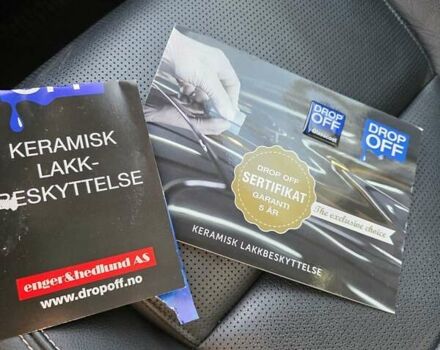 KERAMISK
LAKK-
BESKYTTELSE
enger&hedlund AS
www.dropoff.no
DROP
OFF
DROP
OFF
DROP OFF
SERTIFIKAT
GARANTI
5 ÅR
The exclusive choice
KERAMISK LAKKBESKYTTELSE